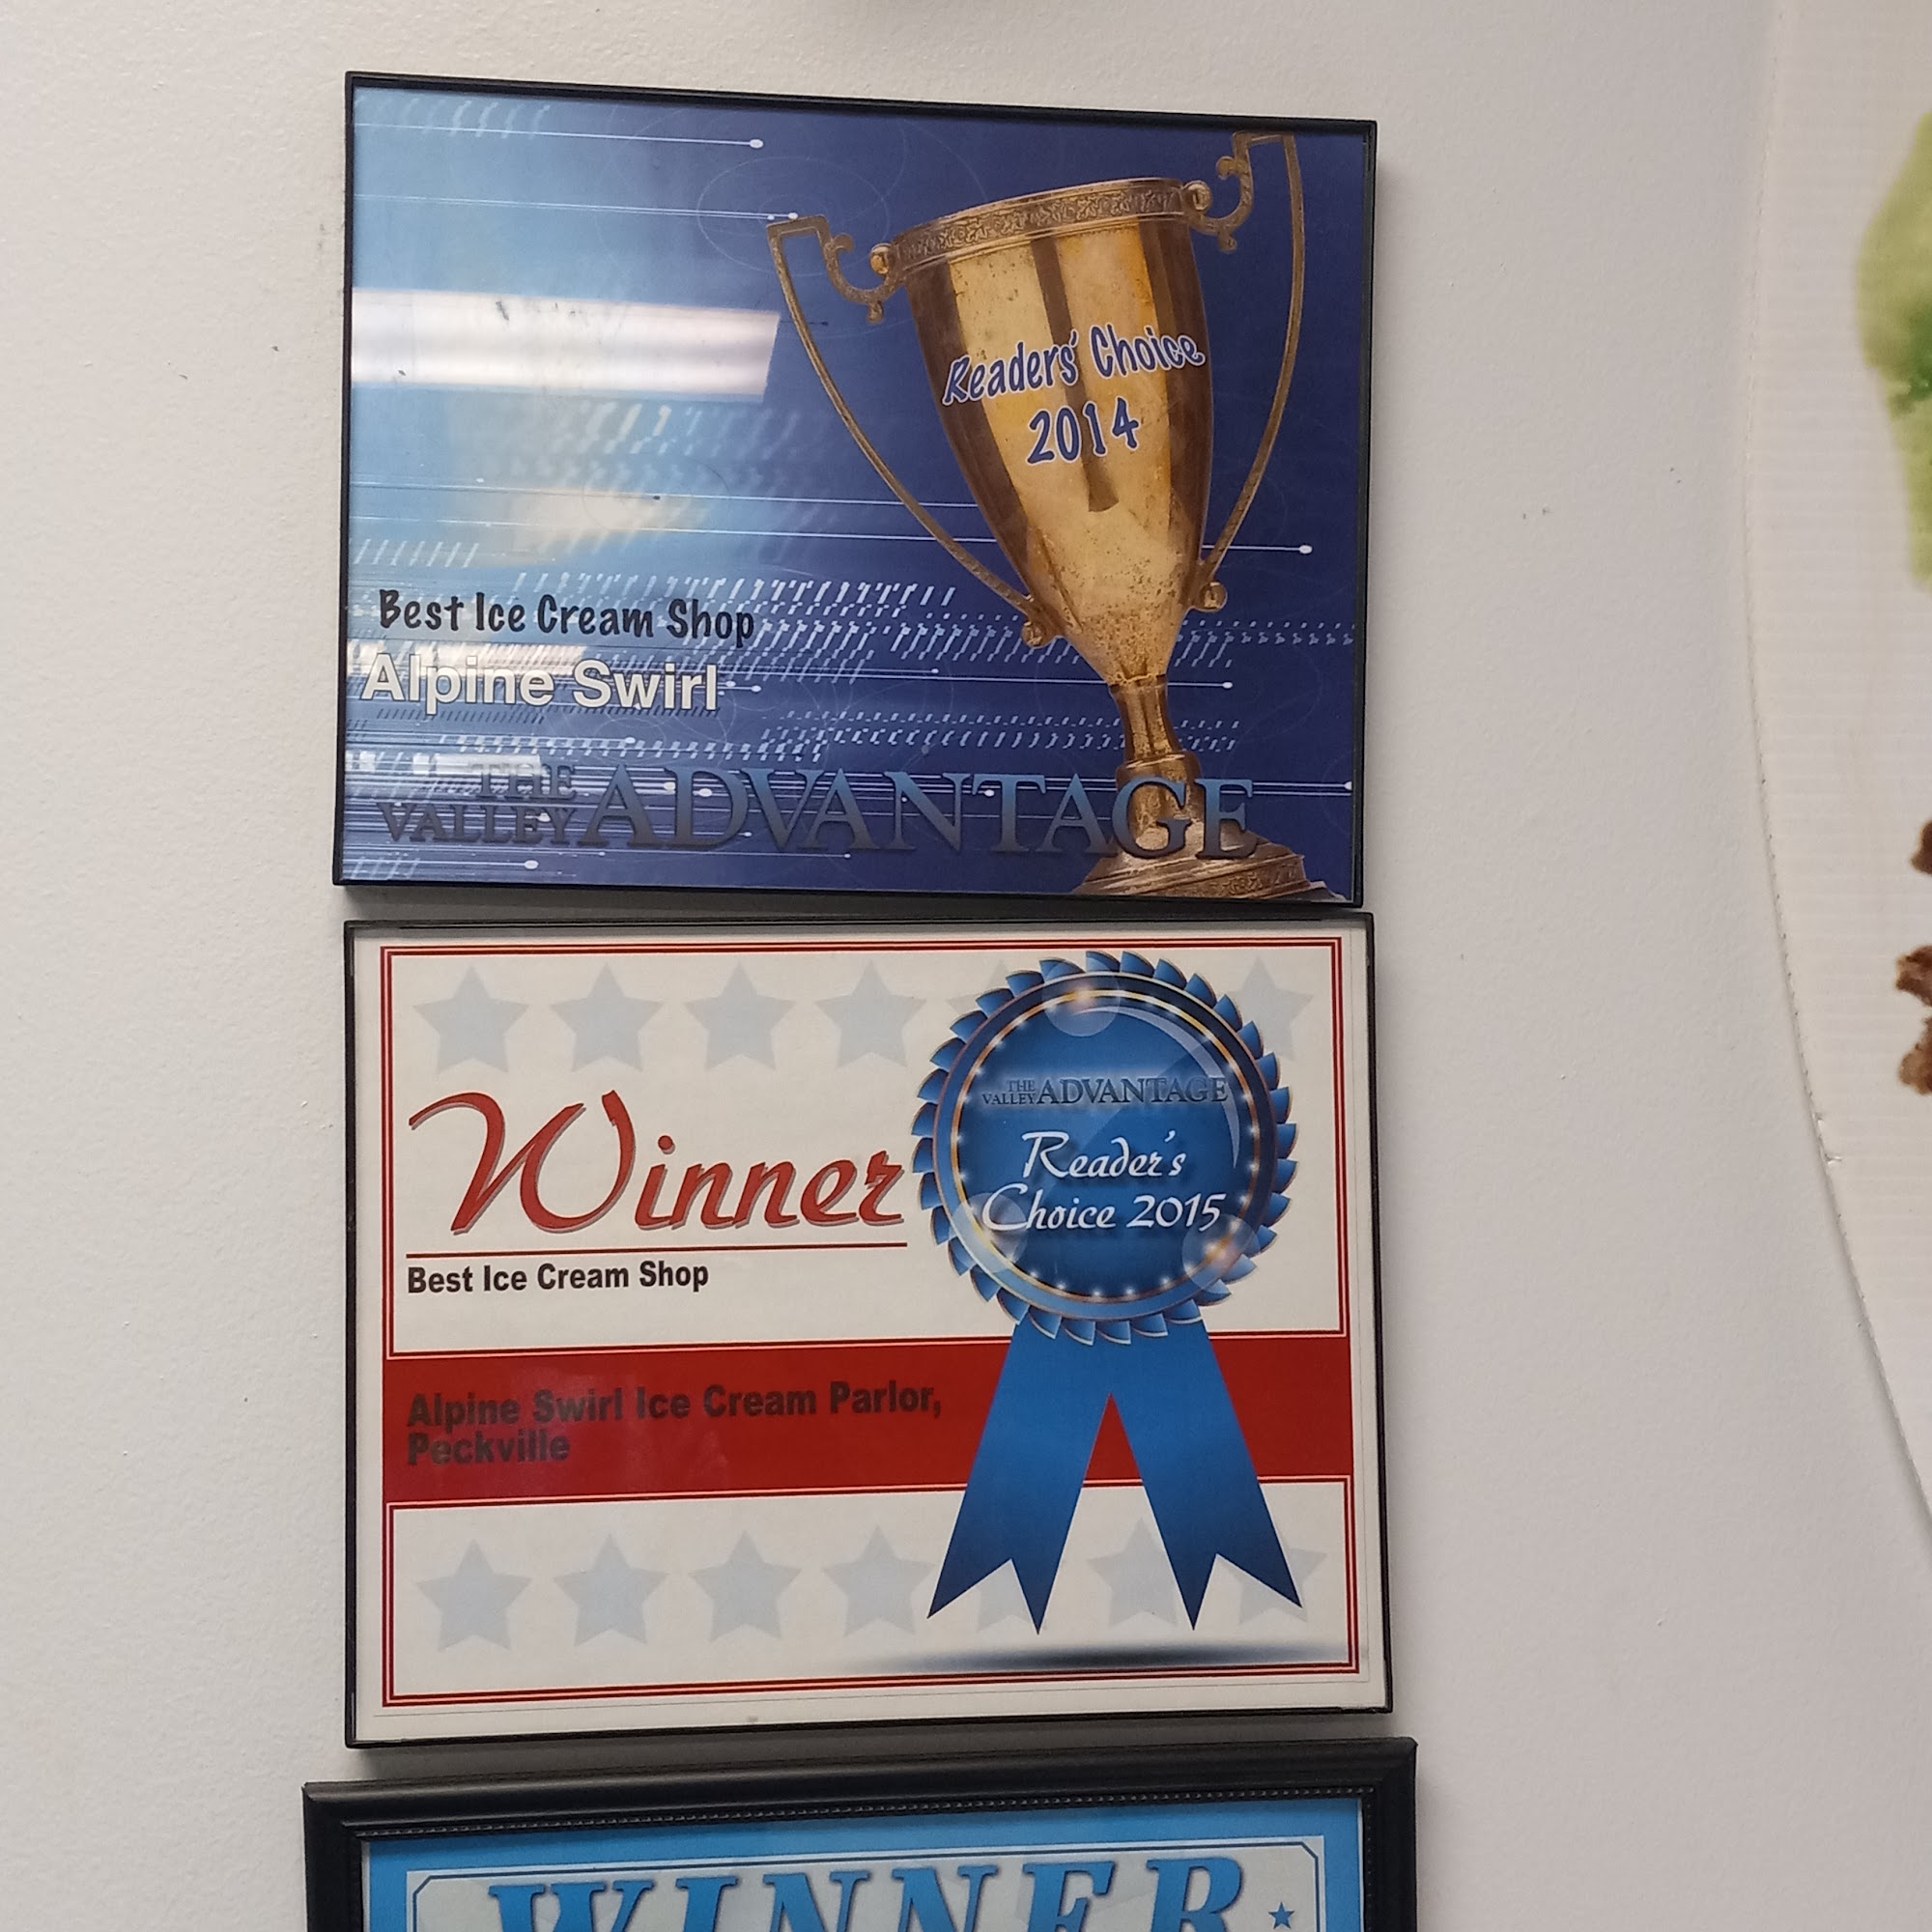 Readers' Choice
2014
Best Ice Cream Shop
Alpine Swirl
THE
VALLEY ADVANTAGE
THE
VALLEY ADVANTAGE
Reader's
Choice 2015
Winner
Best Ice Cream Shop
Alpine Swirl Ice Cream Parlor,
Peckville
WINNER